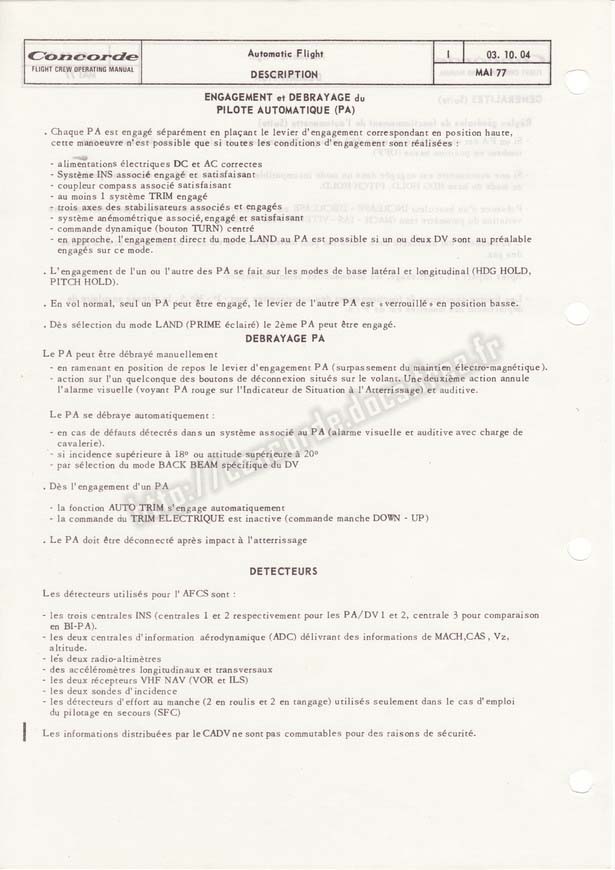 Concorde
FLIGHT CREW OPERATING MANUAL
Automatic Flight
DESCRIPTION
1
03. 10. 04
MAI 77
ENGAGEMENT et DEBRAYAGE du
PILOTE AUTOMATIQUE (PA)
. Chaque PA est engagé séparément en plaçant le levier d'engagement correspondant en position haute,
cette manoeuvre n'est possible que si toutes les conditions d'engagement sont réalisées :
- alimentations électriques DC et AC correctes
- Système INS associé engagé et satisfaisant
- coupleur compass associé satisfaisant
- au moins 1 système TRIM engagé
- trois axes des stabilisateurs associés et engagés
- système anémométrique associé, engagé et satisfaisant
- commande dynamique (bouton TURN) centré
- en approche, l'engagement direct du mode LAND au PA est possible si un ou deux DV sont au préalable
engagés sur ce mode.
. L'engagement de l'un ou l'autre des PA se fait sur les modes de base latéral et longitudinal (HDG HOLD,
PITCH HOLD).
. En vol normal, seul un PA peut être engagé, le levier de l'autre PA est «verrouillé» en position basse.
. Dès sélection du mode LAND (PRIME éclairé) le 2ème PA peut être engagé.
DEBRAYAGE PA
Le PA peut être débrayé manuellement
- en ramenant en position de repos le levier d'engagement PA (surpassement du maintien électro-magnétique).
- action sur l'un quelconque des boutons de déconnexion situés sur le volant. Une deuxième action annule
l'alarme visuelle (voyant PA rouge sur l'Indicateur de Situation à l'Atterrissage) et auditive.
Le PA se débraye automatiquement :
- en cas de défauts détecrés dans un système associé au PA (alarme visuelle et auditive avec charge de
cavalerie).
- si incidence supérieure à 18° ou attitude supérieure à 20°
- par sélection du mode BACK BEAM spécifique du DV
. Dès l'engagement d'un PA
- la fonction AUTO TRIM s'engage automatiquement
- la commande du TRIM ELECTRIQUE est inactive (commande manche DOWN - UP)
. Le PA doit être déconnecté après impact à l'atterrissage
DETECTEURS
Les détecteurs utilisés pour l' AFCS sont :
- les trois centrales INS (centrales 1 et 2 respectivement pour les PA/DV 1 et 2, centrale 3 pour comparaison
en BI-PA).
- les deux centrales d'information aérodynamique (ADC) délivrant des informations de MACH, CAS , Vz,
altitude.
- les deux radio-altimètres
- des accéléromètres longitudinaux et transversaux
- les deux récepteurs VHF NAV (VOR et ILS)
- les deux sondes d'incidence
- les détecteurs d'effort au manche (2 en roulis et 2 en tangage) utilisés seulement dans le cas d'emploi
du pilotage en secours (SFC)
Les informations distribuées par le CADV ne sont pas commutables pour des raisons de sécurité.